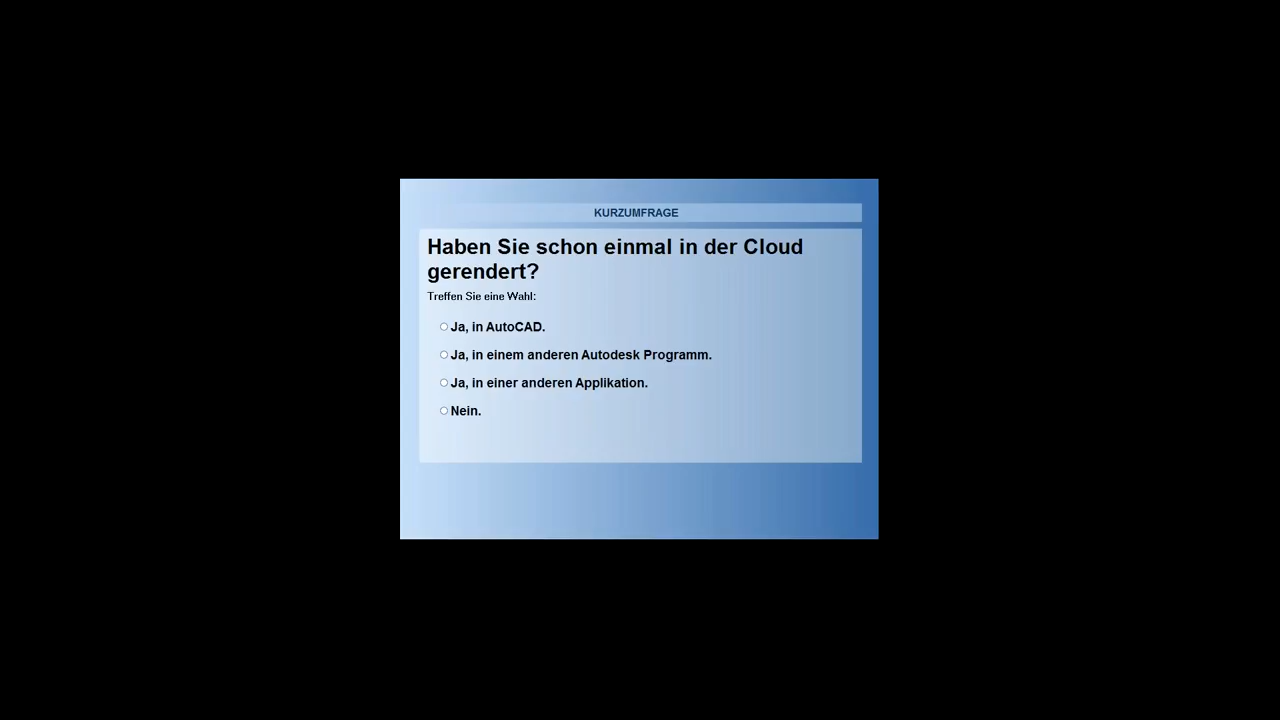 KURZUMFRAGE
Haben Sie schon einmal in der Cloud
gerendert?
Treffen Sie eine Wahl:
Ja, in AutoCAD.
Ja, in einem anderen Autodesk Programm.
Ja, in einer anderen Applikation.
Nein.